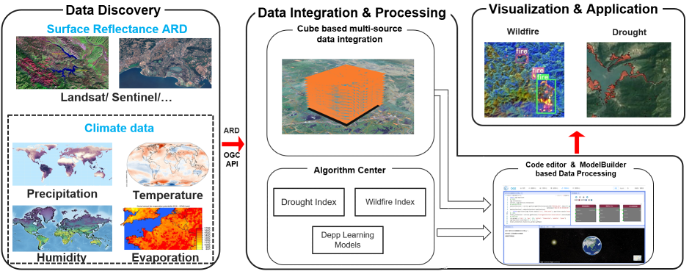 Data Discovery
Surface Reflectance ARD
Landsat/ Sentinel/...
Climate data
Precipitation
Temperature
Humidity
Evaporation
ARD
OGC
API
Data Integration & Processing
Cube based multi-source
data integration
Algorithm Center
Drought Index
Wildfire Index
Depp Learning
Models
Visualization & Application
Wildfire
Drought
fire
fire
fire
Code editor & ModelBuilder
based Data Processing